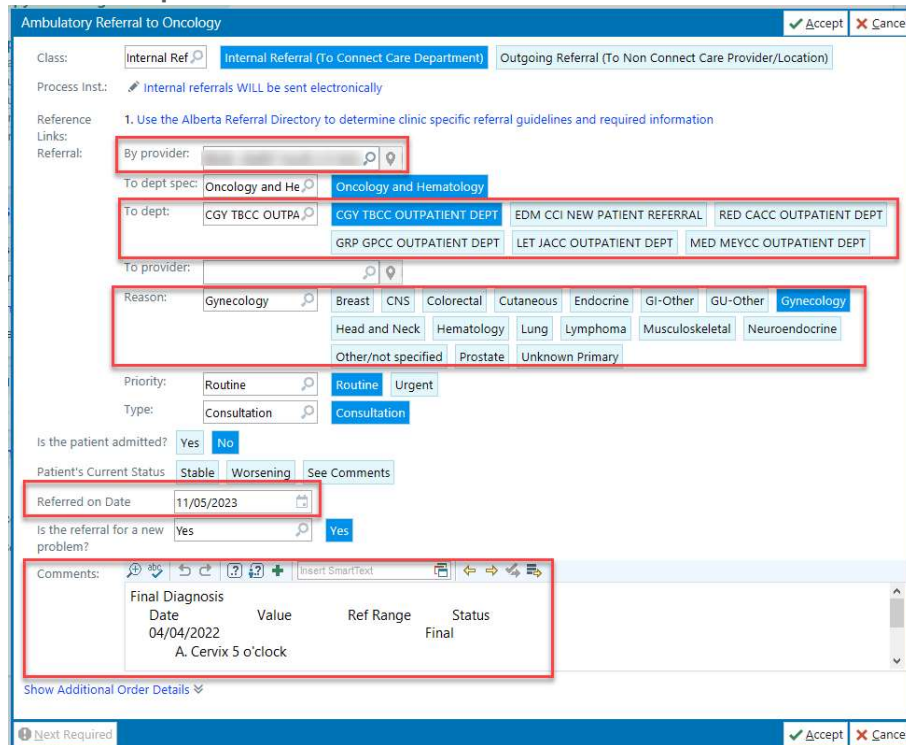 Ambulatory Referral to Oncology Accept Cance
Class: Internal Ref Internal Referral (To Connect Care Department) Outgoing Referral (To Non Connect Care Provider/Location)
Process Inst.: Internal referrals WILL be sent electronically
Reference Links: 1. Use the Alberta Referral Directory to determine clinic specific referral guidelines and required information
Referral: By provider:
To dept spec: Oncology and He Oncology and Hematology
To dept: CGY TBCC OUTPA CGY TBCC OUTPATIENT DEPT EDM CCI NEW PATIENT REFERRAL RED CACC OUTPATIENT DEPT
GRP GPCC OUTPATIENT DEPT LET JACC OUTPATIENT DEPT MED MEYCC OUTPATIENT DEPT
To provider:
Reason: Gynecology Breast CNS Colorectal Cutaneous Endocrine GI-Other GU-Other Gynecology
Head and Neck Hematology Lung Lymphoma Musculoskeletal Neuroendocrine
Other/not specified Prostate Unknown Primary
Priority: Routine Routine Urgent
Type: Consultation Consultation
Is the patient admitted? Yes No
Patient's Current Status Stable Worsening See Comments
Referred on Date 11/05/2023
Is the referral for a new problem? Yes Yes
Comments: abc Insert SmartText
Final Diagnosis
Date Value Ref Range Status
04/04/2022 Final
A. Cervix 5 o'clock
Show Additional Order Details
Next Required Accept Cance